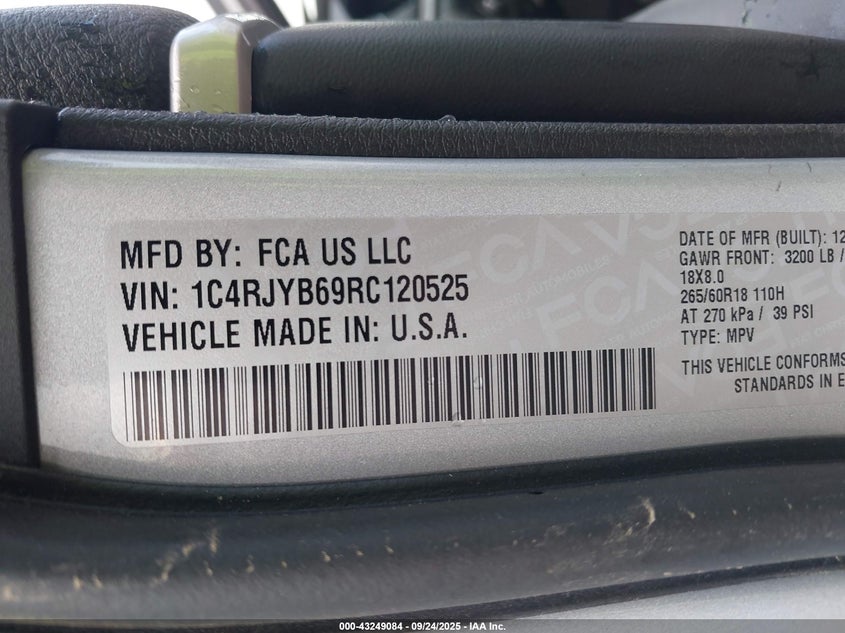 MFD BY: FCA US LLC
VIN: 1C4RJYB69RC120525
VEHICLE MADE IN: U.S.A.
DATE OF MFR (BUILT): 12
GAWR FRONT: 3200 LB /
18X8.0
265/60R18 110H
AT 270 kPa / 39 PSI
TYPE: MPV
THIS VEHICLE CONFORMS
STANDARDS IN E
000-43249084 - 09/24/2025 - IAA Inc.